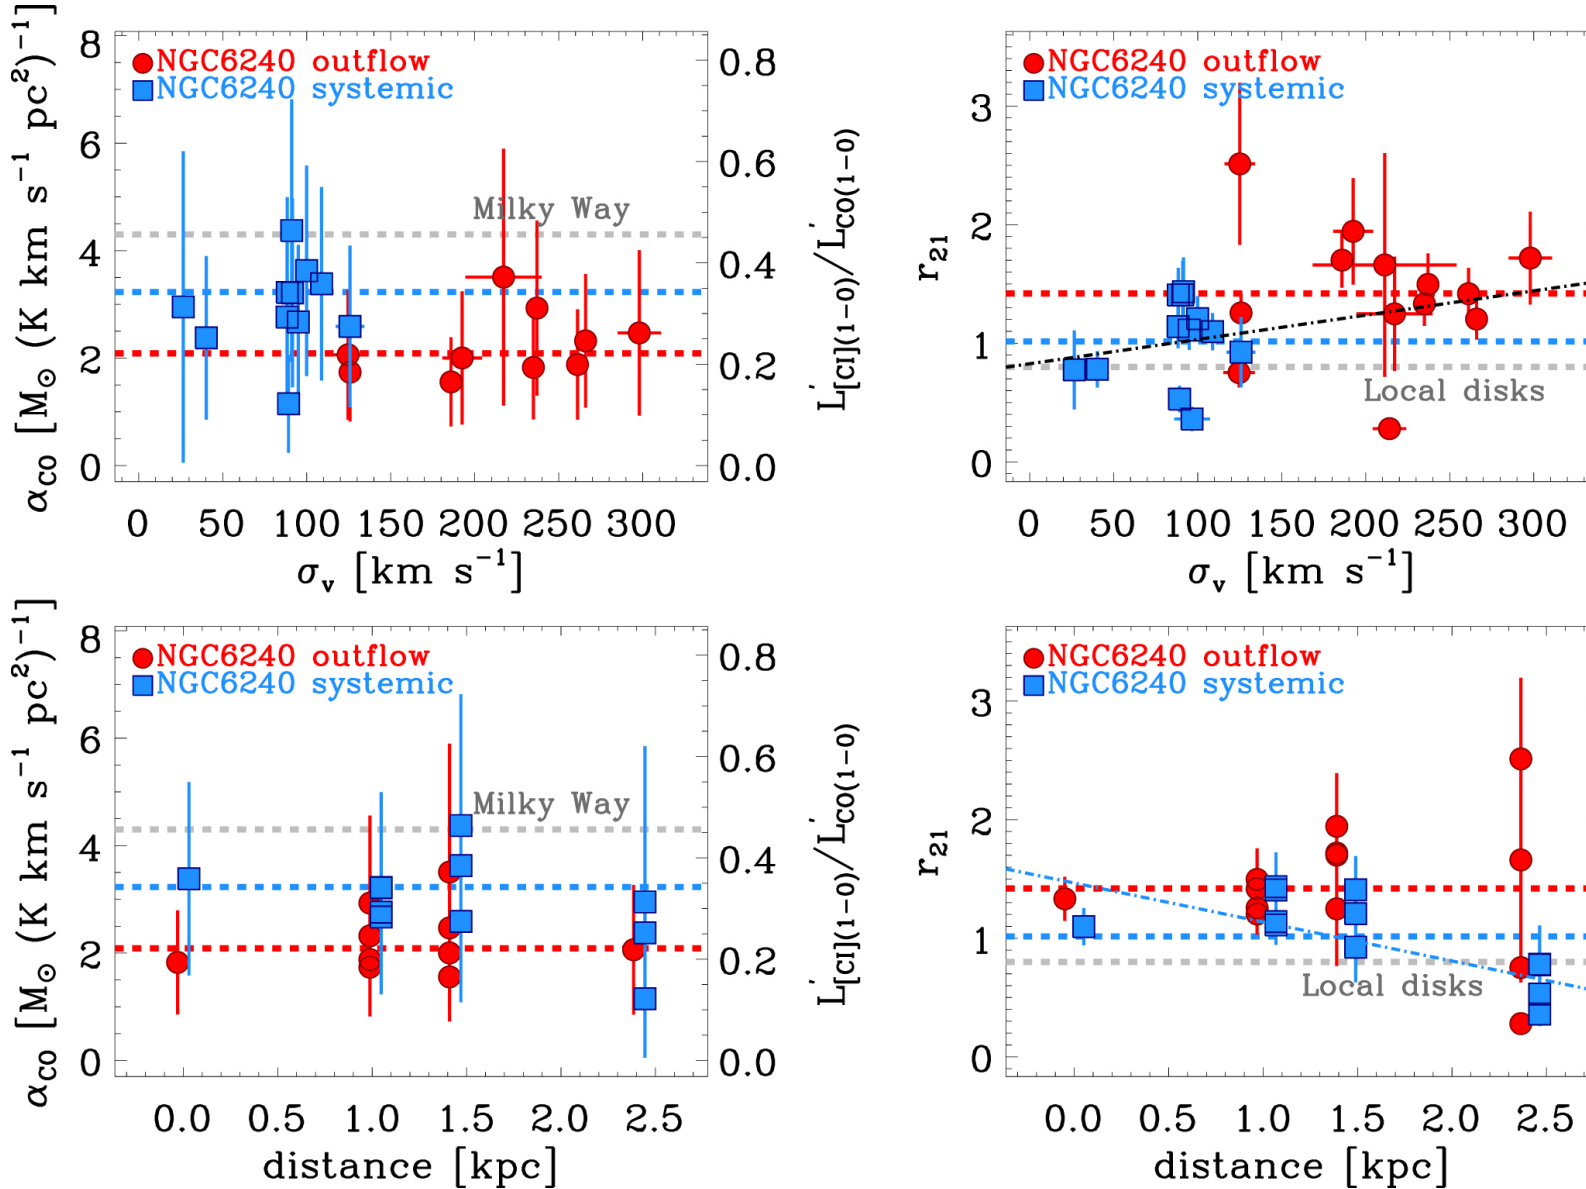 NGC6240 outflow
NGC6240 systemic
Milky Way
8
6
4
2
0
0.8
0.6
0.4
0.2
0.0
α_CO [M_⊙ (K km s⁻¹ pc²)⁻¹]
L'_[CI](1−0)/L'_CO(1−0)
0 50 100 150 200 250 300
σ_v [km s⁻¹]
NGC6240 outflow
NGC6240 systemic
Local disks
3
2
1
0
r₂₁
0 50 100 150 200 250 300
σ_v [km s⁻¹]
NGC6240 outflow
NGC6240 systemic
Milky Way
8
6
4
2
0
0.8
0.6
0.4
0.2
0.0
α_CO [M_⊙ (K km s⁻¹ pc²)⁻¹]
L'_[CI](1−0)/L'_CO(1−0)
0.0 0.5 1.0 1.5 2.0 2.5
distance [kpc]
NGC6240 outflow
NGC6240 systemic
Local disks
3
2
1
0
r₂₁
0.0 0.5 1.0 1.5 2.0 2.5
distance [kpc]